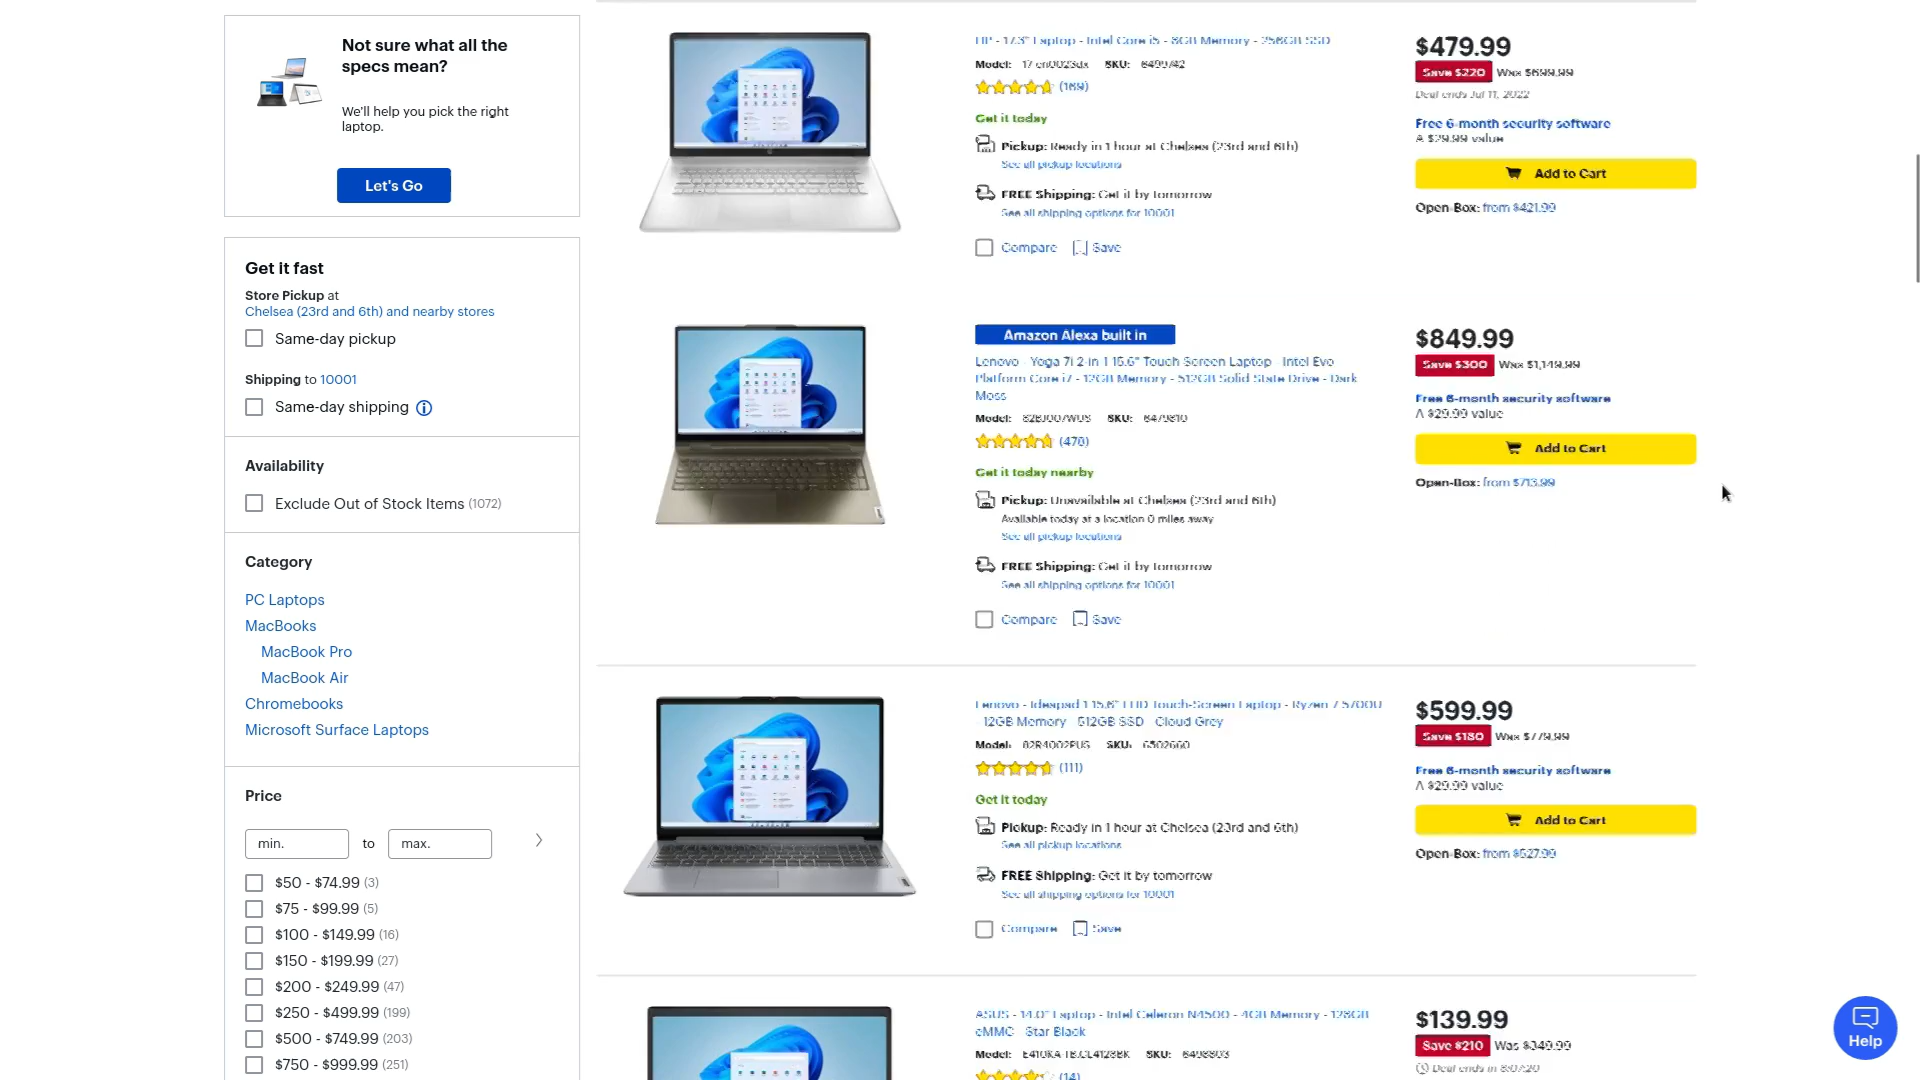 Not sure what all the
specs mean?
We'll help you pick the right
laptop.
Let's Go
Get it fast
Store Pickup at
Chelsea (23rd and 6th) and nearby stores
Same-day pickup
Shipping to 10001
Same-day shipping
Availability
Exclude Out of Stock Items (1072)
Category
PC Laptops
MacBooks
MacBook Pro
MacBook Air
Chromebooks
Microsoft Surface Laptops
Price
min. to max.
$50 - $74.99 (3)
$75 - $99.99 (5)
$100 - $149.99 (16)
$150 - $199.99 (27)
$200 - $249.99 (47)
$250 - $499.99 (199)
$500 - $749.99 (203)
$750 - $999.99 (251)
HP - 17.3" Laptop - Intel Core i5 - 8GB Memory - 256GB SSD
Model: SKU: 6499742
(169)
Get it today
Pickup: Ready in 1 hour at Chelsea (23rd and 6th)
See all pickup locations
FREE Shipping: Get it by tomorrow
See all shipping options for 10001
Compare Save
$479.99
Save $220 Was $699.99
Deal ends Jul 11, 2022
Free 6-month security software
A $29.99 value
Add to Cart
Open-Box: from $421.99
Amazon Alexa built in
Lenovo - Yoga 7i 2-in-1 15.6" Touch Screen Laptop - Intel Evo
Platform Core i7 - 12GB Memory - 512GB Solid State Drive - Dark
Moss
Model: 82BJ007WUS SKU: 6479810
(470)
Get it today nearby
Pickup: Unavailable at Chelsea (23rd and 6th)
Available today at a location 0 miles away
See all pickup locations
FREE Shipping: Get it by tomorrow
See all shipping options for 10001
Compare Save
$849.99
Save $300 Was $1,149.99
Free 6-month security software
A $29.99 value
Add to Cart
Open-Box: from $713.99
Lenovo - Ideapad 1 15.6" FHD Touch-Screen Laptop - Ryzen 7 5700U
- 12GB Memory - 512GB SSD - Cloud Grey
Model: 82R4002PUS SKU: 6502660
(111)
Get it today
Pickup: Ready in 1 hour at Chelsea (23rd and 6th)
See all pickup locations
FREE Shipping: Get it by tomorrow
See all shipping options for 10001
Compare Save
$599.99
Save $180 Was $779.99
Free 6-month security software
A $29.99 value
Add to Cart
Open-Box: from $527.99
ASUS - 14.0" Laptop - Intel Celeron N4500 - 4GB Memory - 128GB
eMMC - Star Black
Model: SKU: 6498803
(14)
$139.99
Save $210 Was $349.99
Deal ends in 8:07:20
Help